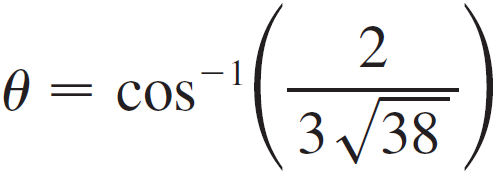 θ = cos⁻¹(2 / (3√38))